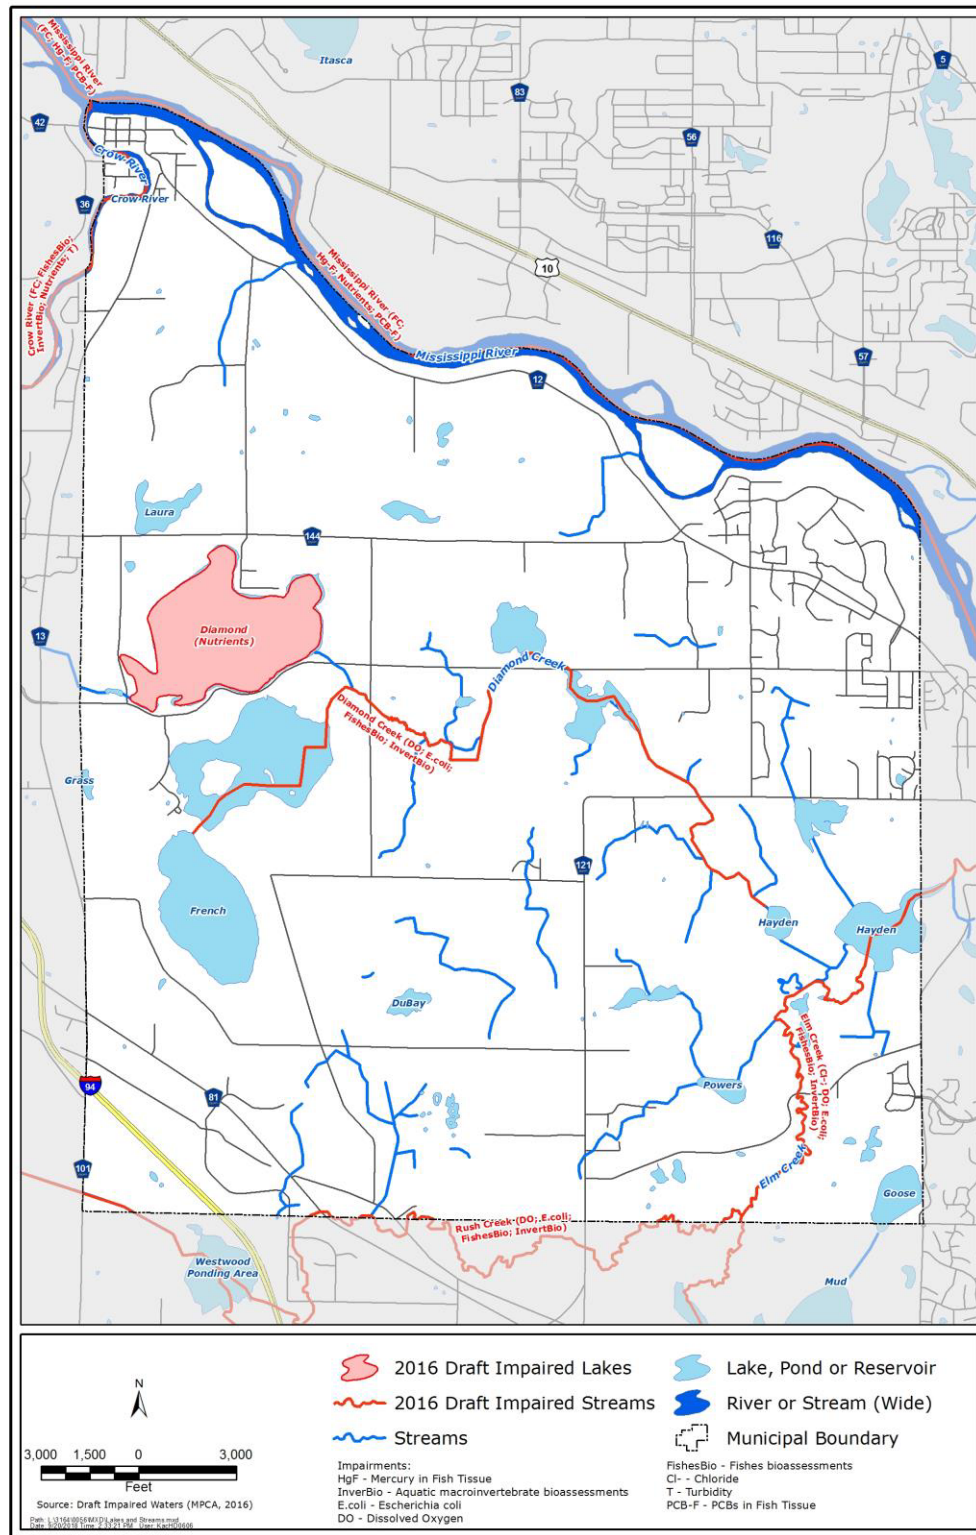 Mississippi River
(FC; Hg-F; PCB-F)
Itasca
5
83
42
56
Crow River
Crow River
36
116
10
Crow River (FC; FishesBio;
InvertBio; Nutrients; T)
Mississippi River (FC;
Hg-F; Nutrients; PCB-F)
Mississippi River
57
12
Laura
144
13
Diamond
(Nutrients)
Diamond Creek
Diamond Creek (DO; E.coli;
FishesBio; InvertBio)
Grass
121
French
Hayden
Hayden
DuBay
Elm Creek (Cl-; DO; E.coli;
FishesBio; InvertBio)
94
81
Powers
101
Elm Creek
Goose
Rush Creek (DO; E.coli;
FishesBio; InvertBio)
Westwood
Ponding Area
Mud
N
3,000 1,500 0 3,000
Feet
Source: Draft Impaired Waters (MPCA, 2016)
2016 Draft Impaired Lakes
2016 Draft Impaired Streams
Streams
Lake, Pond or Reservoir
River or Stream (Wide)
Municipal Boundary
Impairments:
HgF - Mercury in Fish Tissue
InverBio - Aquatic macroinvertebrate bioassessments
E.coli - Escherichia coli
DO - Dissolved Oxygen
FishesBio - Fishes bioassessments
Cl- - Chloride
T - Turbidity
PCB-F - PCBs in Fish Tissue